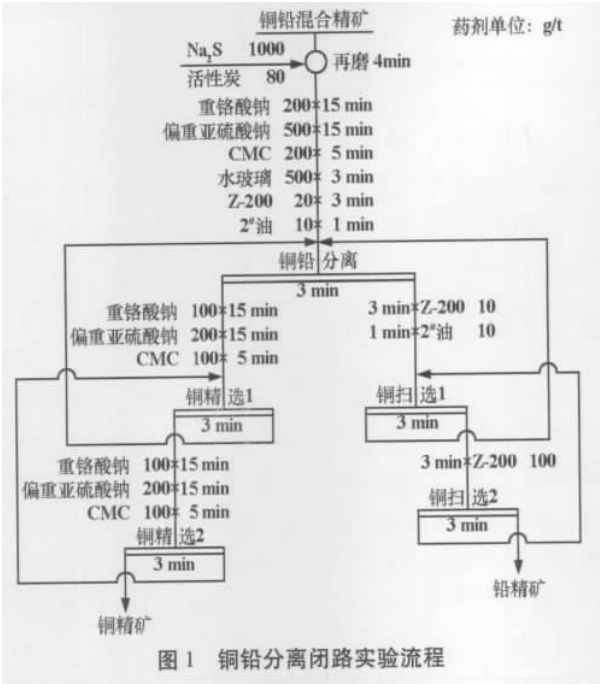 铜铅混合精矿
药剂单位：g/t
Na₂S 1000
活性炭 80
再磨 4min
重铬酸钠 200×15 min
偏重亚硫酸钠 500×15 min
CMC 200× 5 min
水玻璃 500× 3 min
Z-200 20× 3 min
2#油 10× 1 min
铜铅 分离
3 min
重铬酸钠 100×15 min
偏重亚硫酸钠 200×15 min
CMC 100× 5 min
3 min×Z-200 10
1 min×2#油 10
铜精 选1
3 min
铜扫 选1
3 min
重铬酸钠 100×15 min
偏重亚硫酸钠 200×15 min
CMC 100× 5 min
3 min×Z-200 100
铜精 选2
3 min
铜扫 选2
3 min
铜精矿
铅精矿
图 1 铜铅分离闭路实验流程